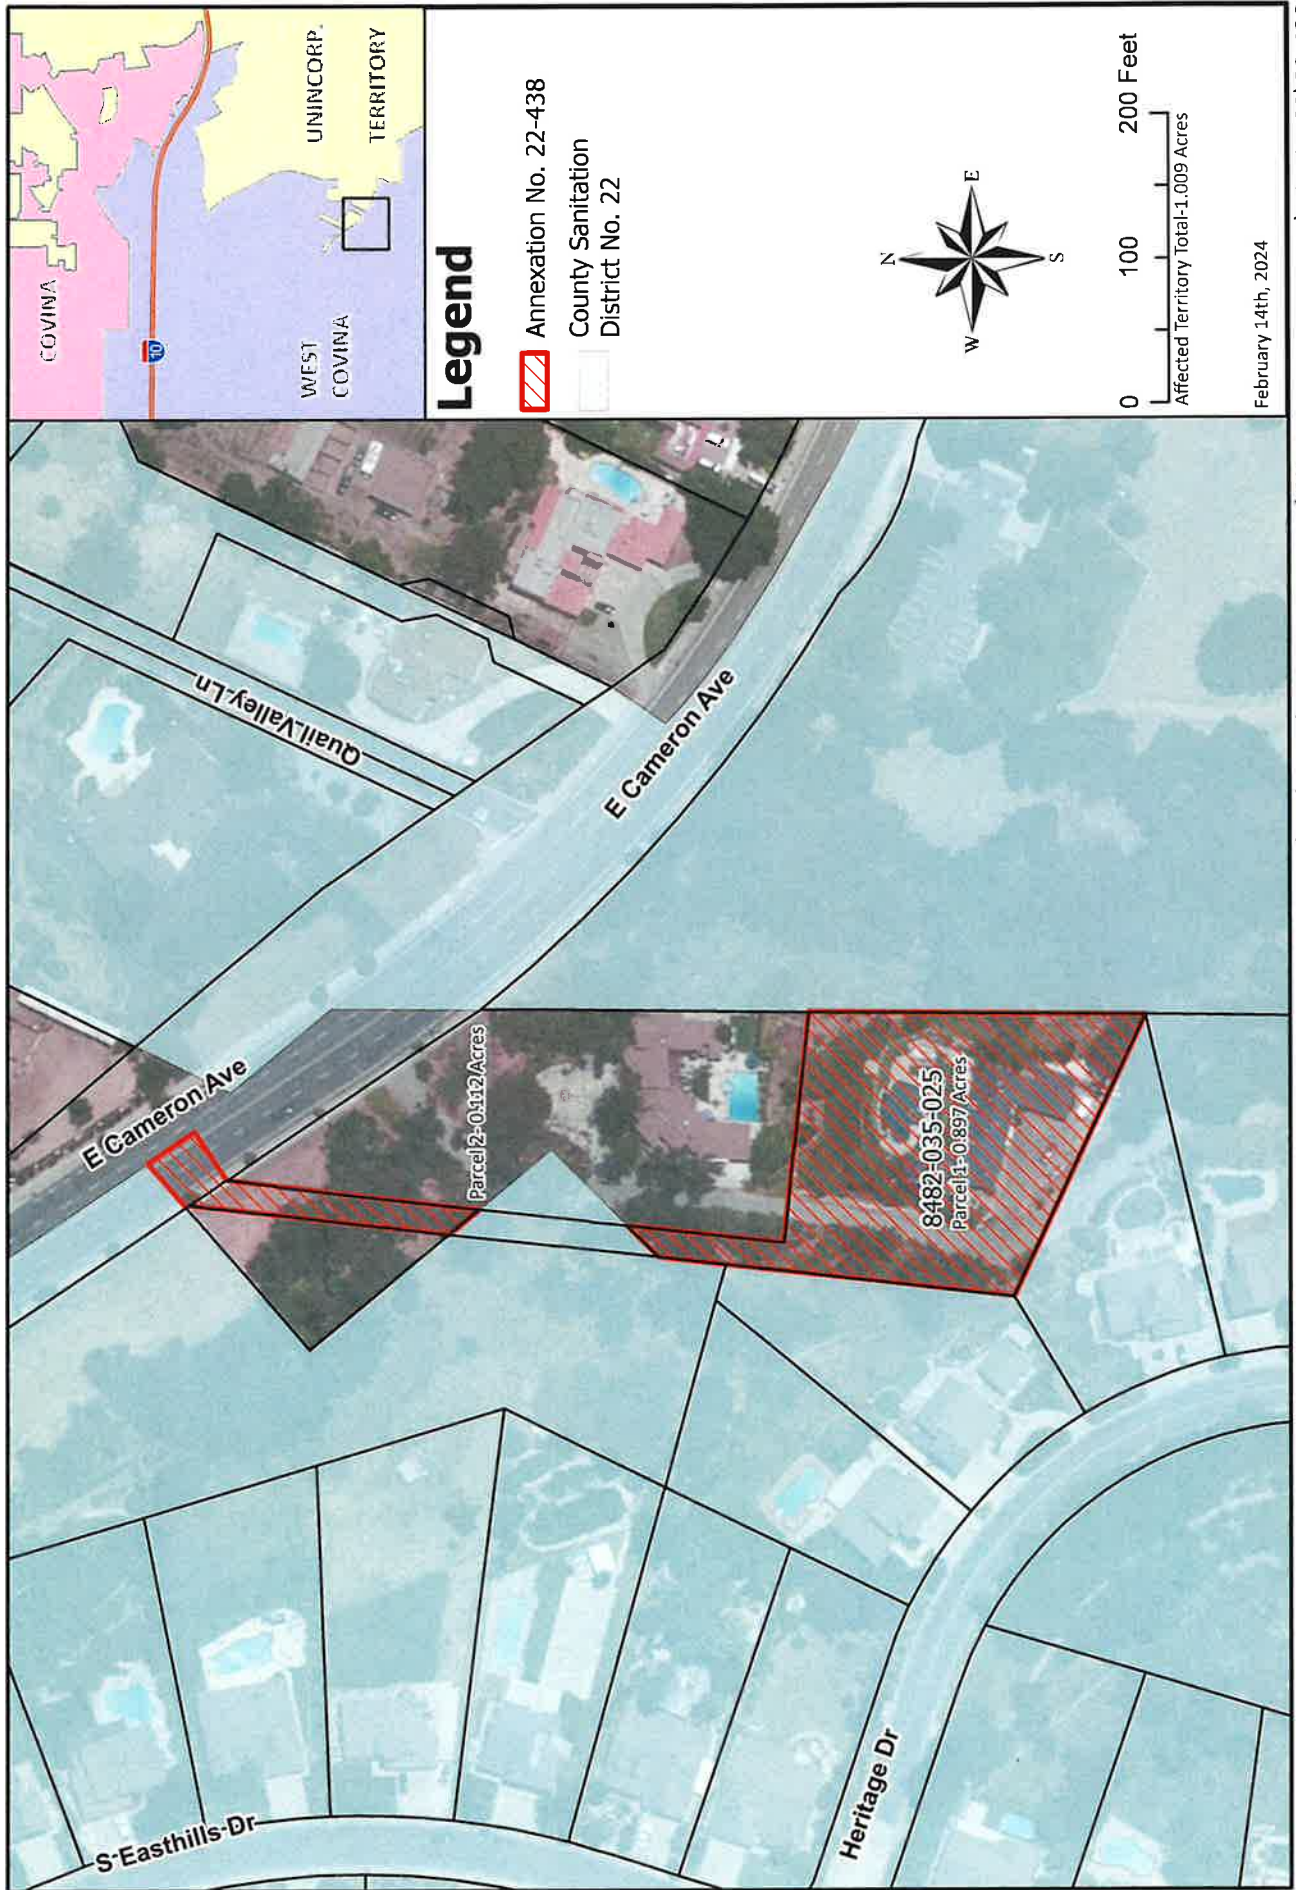 COVINA
10
WEST
COVINA
UNINCORP.
TERRITORY
Legend
Annexation No. 22-438
County Sanitation
District No. 22
N
W
E
S
0 100 200 Feet
Affected Territory Total-1.009 Acres
February 14th, 2024
Quail Valley Ln
E Cameron Ave
E Cameron Ave
Parcel 2- 0.112 Acres
8482-035-025
Parcel 1- 0.897 Acres
S Easthills Dr
Heritage Dr